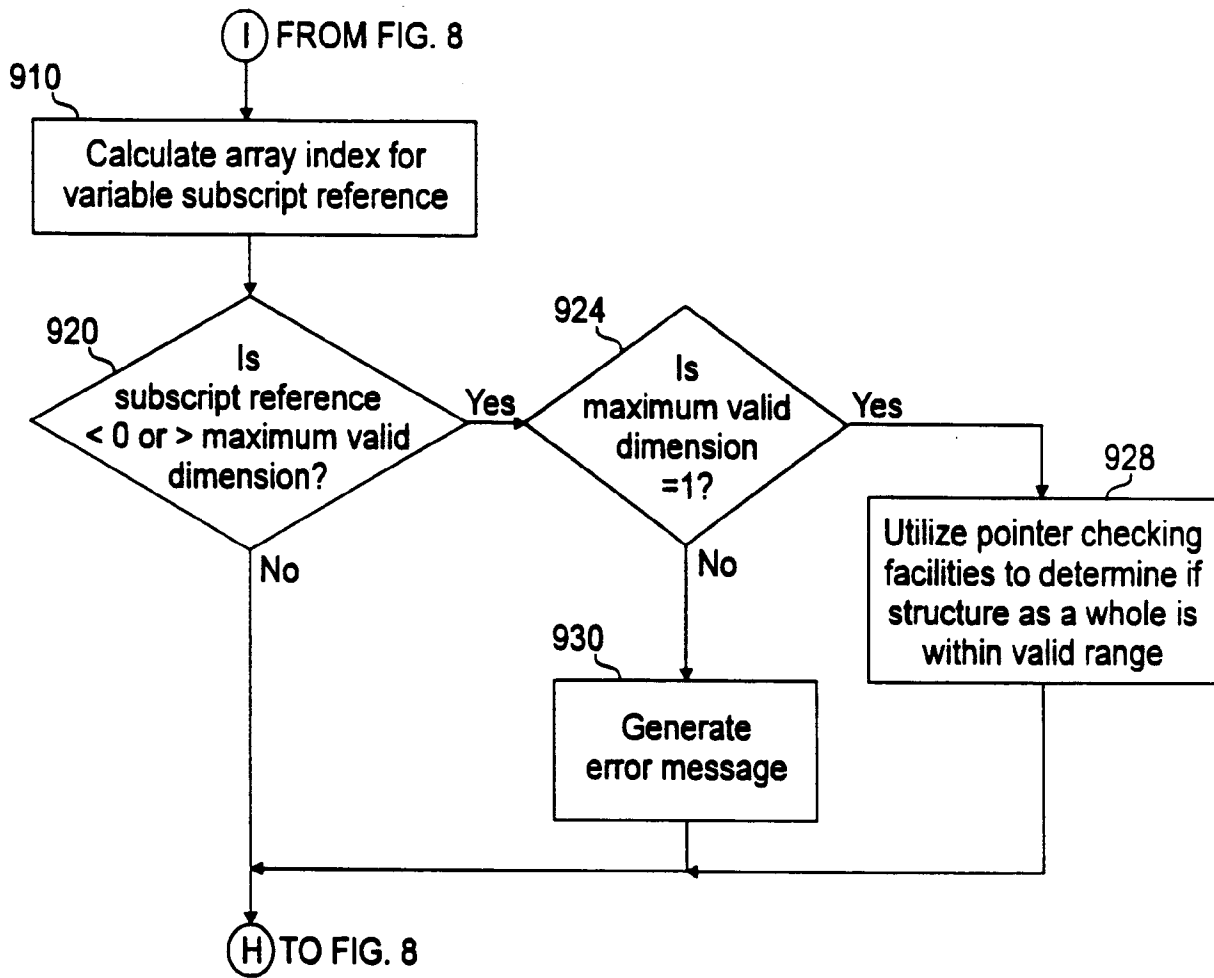 I FROM FIG. 8
910
Calculate array index for
variable subscript reference
920
Is
subscript reference
< 0 or > maximum valid
dimension?
Yes
No
924
Is
maximum valid
dimension
=1?
Yes
No
928
Utilize pointer checking
facilities to determine if
structure as a whole is
within valid range
930
Generate
error message
H TO FIG. 8